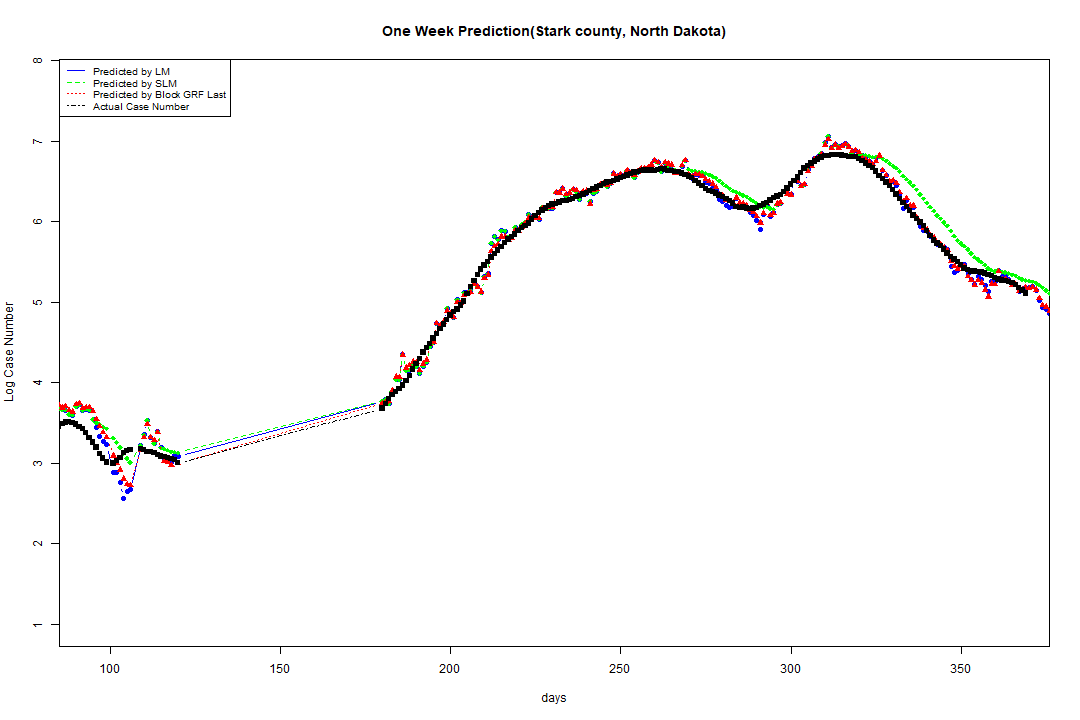 One Week Prediction(Stark county, North Dakota)
Predicted by LM
Predicted by SLM
Predicted by Block GRF Last
Actual Case Number
8
7
6
5
4
3
2
1
Log Case Number
100 150 200 250 300 350
days